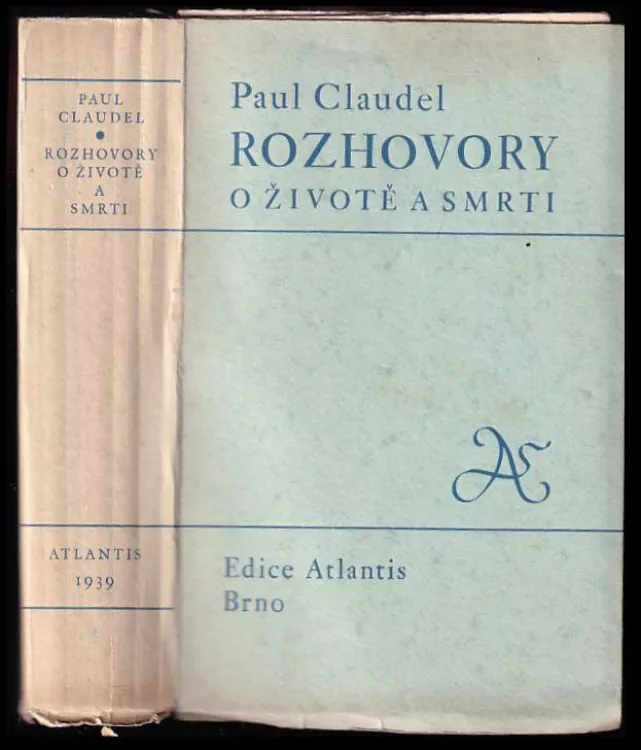 PAUL
CLAUDEL
•
ROZHOVORY
O ŽIVOTĚ
A
SMRTI
ATLANTIS
1939
Paul Claudel
ROZHOVORY
O ŽIVOTĚ A SMRTI
Edice Atlantis
Brno